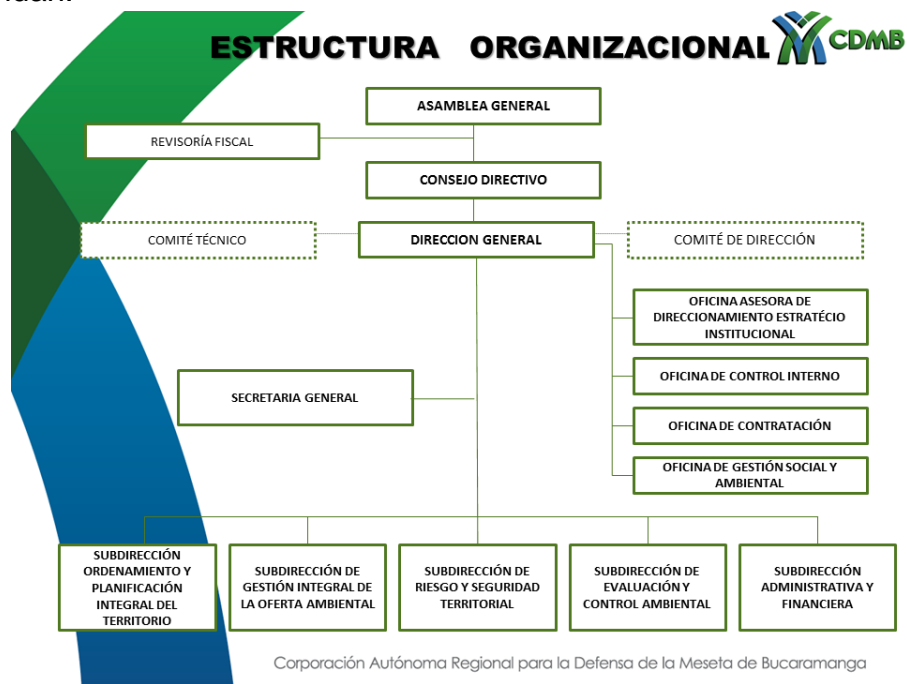 ESTRUCTURA ORGANIZACIONAL
CDMB
ASAMBLEA GENERAL
REVISORÍA FISCAL
CONSEJO DIRECTIVO
COMITÉ TÉCNICO
DIRECCION GENERAL
COMITÉ DE DIRECCIÓN
OFICINA ASESORA DE
DIRECCIONAMIENTO ESTRATÉCIO
INSTITUCIONAL
OFICINA DE CONTROL INTERNO
SECRETARIA GENERAL
OFICINA DE CONTRATACIÓN
OFICINA DE GESTIÓN SOCIAL Y
AMBIENTAL
SUBDIRECCIÓN
ORDENAMIENTO Y
PLANIFICACIÓN
INTEGRAL DEL
TERRITORIO
SUBDIRECCIÓN DE
GESTIÓN INTEGRAL DE
LA OFERTA AMBIENTAL
SUBDIRECCIÓN DE
RIESGO Y SEGURIDAD
TERRITORIAL
SUBDIRECCIÓN DE
EVALUACIÓN Y
CONTROL AMBIENTAL
SUBDIRECCIÓN
ADMINISTRATIVA Y
FINANCIERA
Corporación Autónoma Regional para la Defensa de la Meseta de Bucaramanga